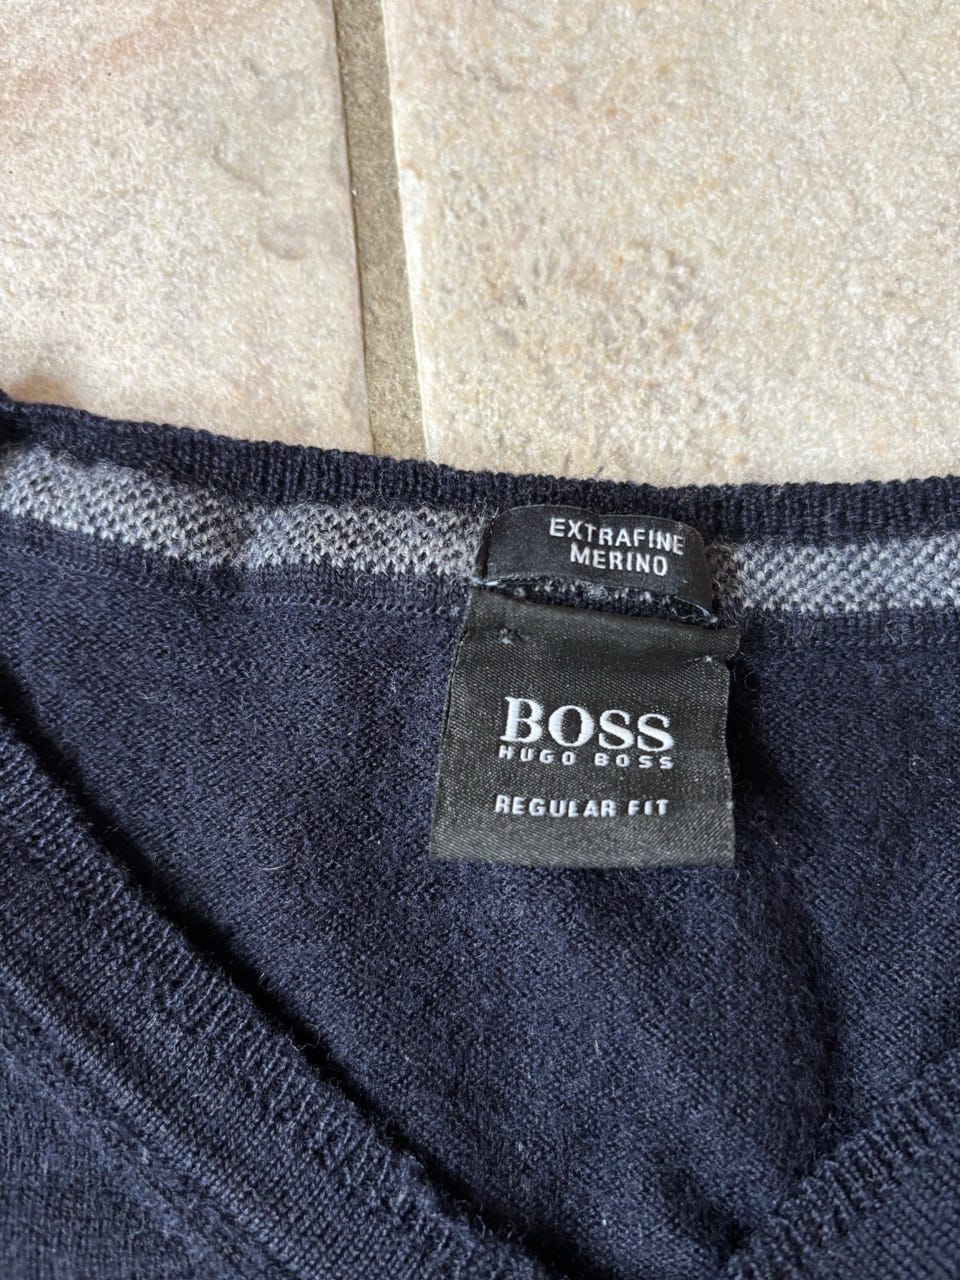 EXTRAFINE
MERINO
BOSS
HUGO BOSS
REGULAR FIT